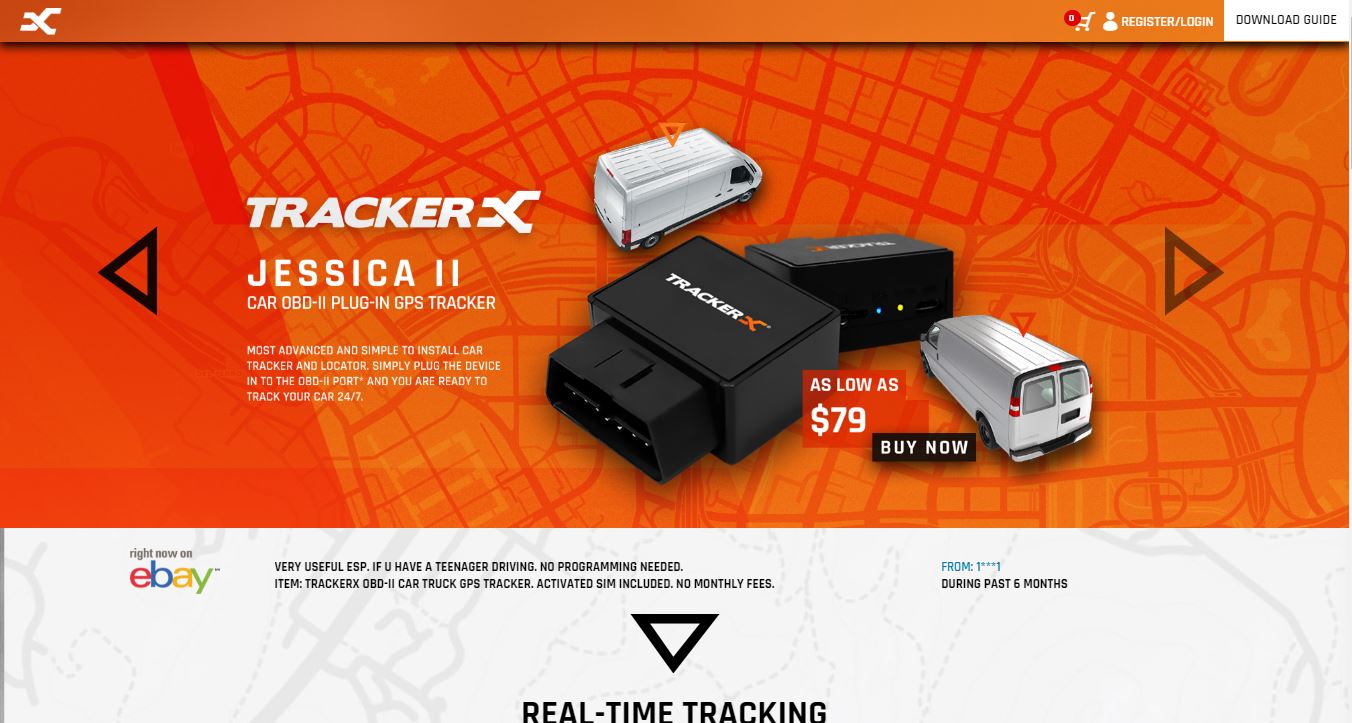 0
REGISTER/LOGIN
DOWNLOAD GUIDE
TRACKERX
JESSICA II
CAR OBD-II PLUG-IN GPS TRACKER
MOST ADVANCED AND SIMPLE TO INSTALL CAR
TRACKER AND LOCATOR. SIMPLY PLUG THE DEVICE
IN TO THE OBD-II PORT* AND YOU ARE READY TO
TRACK YOUR CAR 24/7.
TRACKERX
TRACKERX
AS LOW AS
$79
BUY NOW
right now on
ebay
VERY USEFUL ESP. IF U HAVE A TEENAGER DRIVING. NO PROGRAMMING NEEDED.
ITEM: TRACKERX OBD-II CAR TRUCK GPS TRACKER. ACTIVATED SIM INCLUDED. NO MONTHLY FEES.
FROM: 1***1
DURING PAST 6 MONTHS
REAL-TIME TRACKING